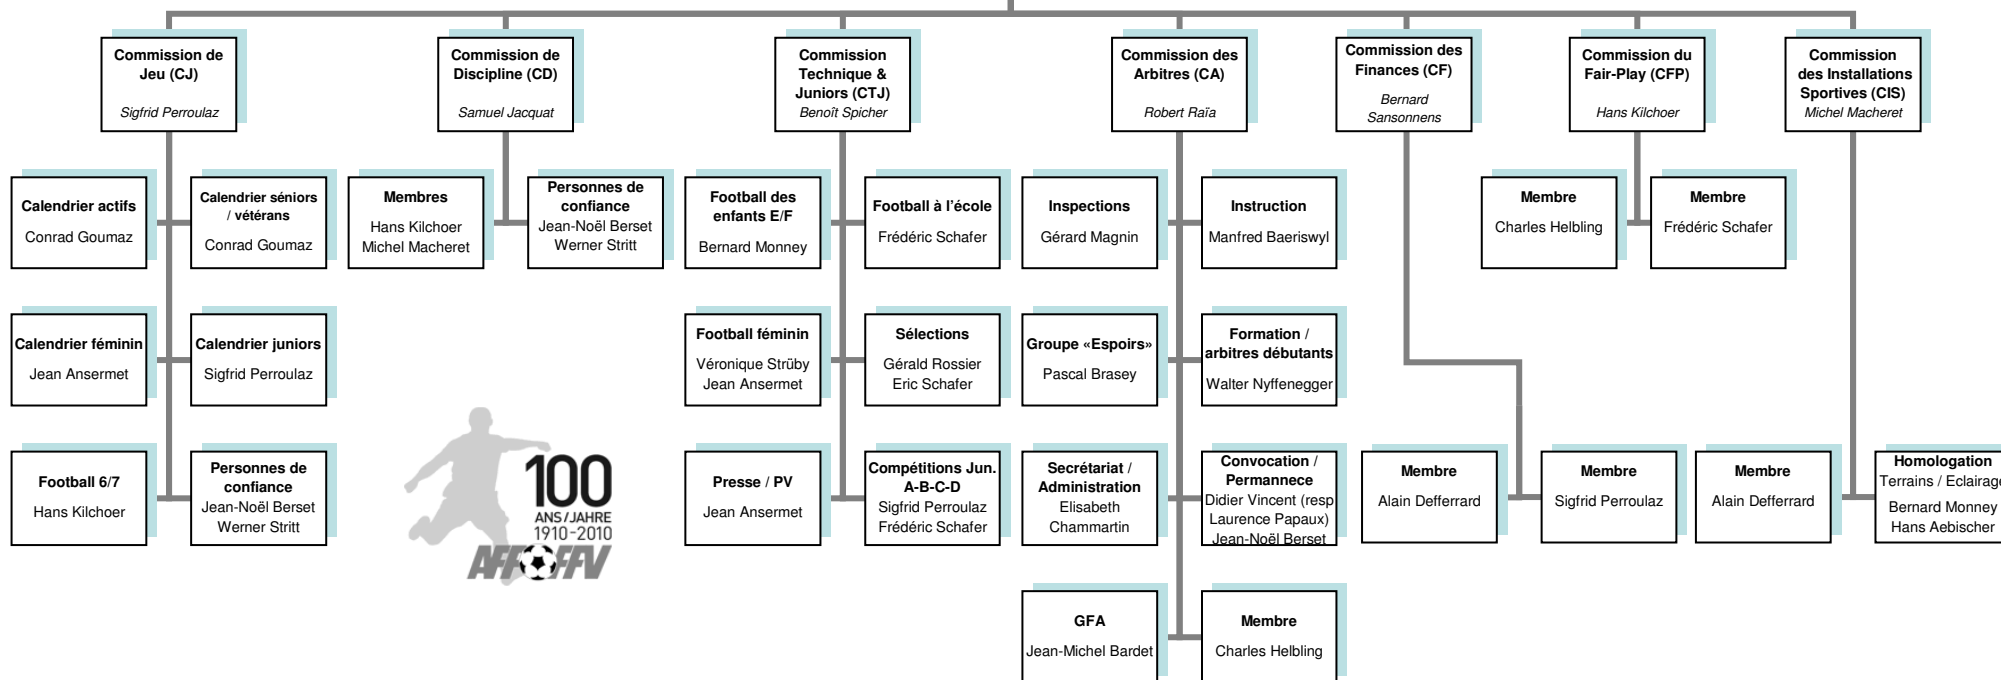 Commission de
Jeu (CJ)
Sigfrid Perroulaz
Commission de
Discipline (CD)
Samuel Jacquat
Commission
Technique &
Juniors (CTJ)
Benoît Spicher
Commission des
Arbitres (CA)
Robert Raïa
Commission des
Finances (CF)
Bernard
Sansonnens
Commission du
Fair-Play (CFP)
Hans Kilchoer
Commission
des Installations
Sportives (CIS)
Michel Macheret
Calendrier actifs
Conrad Goumaz
Calendrier séniors
/ vétérans
Conrad Goumaz
Membres
Hans Kilchoer
Michel Macheret
Personnes de
confiance
Jean-Noël Berset
Werner Stritt
Football des
enfants E/F
Bernard Monney
Football à l'école
Frédéric Schafer
Inspections
Gérard Magnin
Instruction
Manfred Baeriswyl
Membre
Charles Helbling
Membre
Frédéric Schafer
Calendrier féminin
Jean Ansermet
Calendrier juniors
Sigfrid Perroulaz
Football féminin
Véronique Strüby
Jean Ansermet
Sélections
Gérald Rossier
Eric Schafer
Groupe «Espoirs»
Pascal Brasey
Formation /
arbitres débutants
Walter Nyffenegger
Football 6/7
Hans Kilchoer
Personnes de
confiance
Jean-Noël Berset
Werner Stritt
100
ANS/JAHRE
1910-2010
AFF FFV
Presse / PV
Jean Ansermet
Compétitions Jun.
A-B-C-D
Sigfrid Perroulaz
Frédéric Schafer
Secrétariat /
Administration
Elisabeth
Chammartin
Convocation /
Permannece
Didier Vincent (resp
Laurence Papaux)
Jean-Noël Berset
Membre
Alain Defferrard
Membre
Sigfrid Perroulaz
Membre
Alain Defferrard
Homologation
Terrains / Eclairage
Bernard Monney
Hans Aebischer
GFA
Jean-Michel Bardet
Membre
Charles Helbling